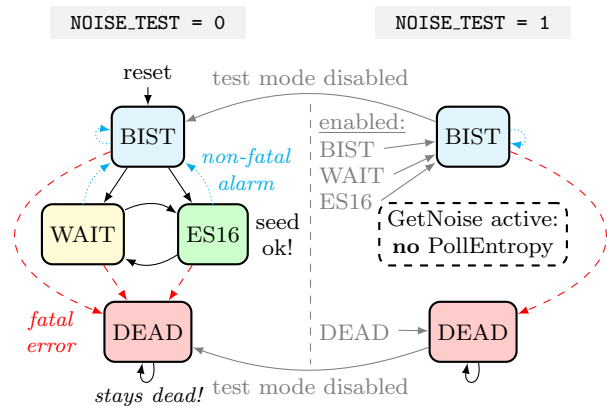 NOISE_TEST = 0
NOISE_TEST = 1
reset
test mode disabled
BIST
enabled:
BIST
WAIT
ES16
BIST
non-fatal
alarm
WAIT
ES16
seed
ok!
GetNoise active:
no PollEntropy
fatal
error
DEAD
DEAD
DEAD
stays dead!
test mode disabled